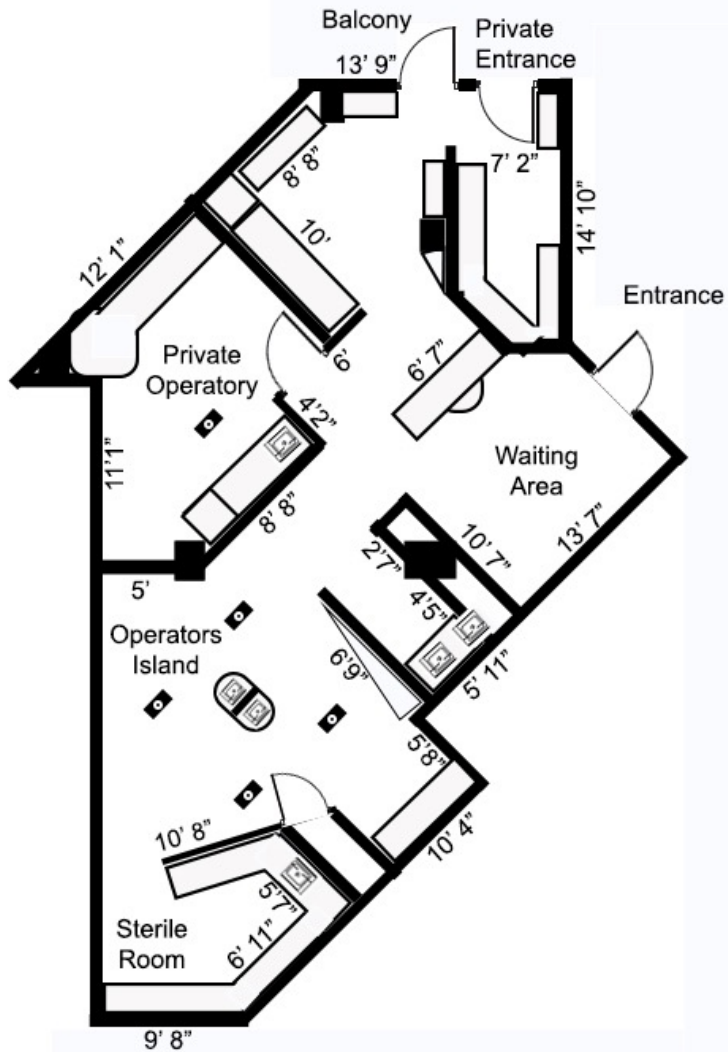 Balcony
Private
Entrance
13' 9”
8' 8”
7' 2”
10'
14' 10”
12' 1”
Entrance
Private
Operatory
6'
6' 7”
4'2”
11'1”
Waiting
Area
8' 8”
10' 7”
13' 7”
2'7”
5'
4'5”
Operators
Island
6'9”
5' 11”
5'8”
10' 8”
10' 4”
5'7”
Sterile
Room
6' 11”
9' 8”